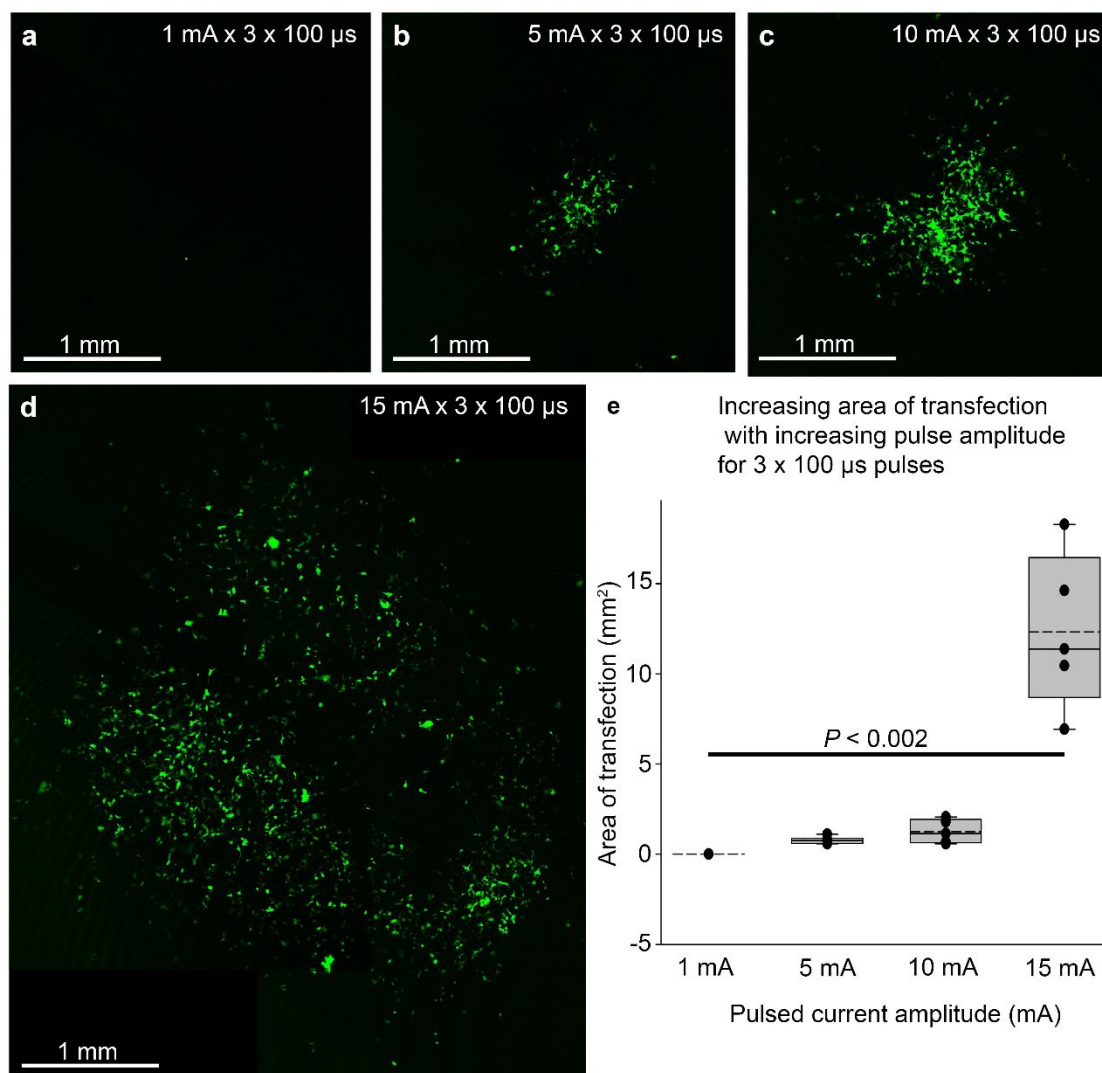 a
1 mA x 3 x 100 µs
1 mm
b
5 mA x 3 x 100 µs
1 mm
c
10 mA x 3 x 100 µs
1 mm
d
15 mA x 3 x 100 µs
1 mm
e
Increasing area of transfection
with increasing pulse amplitude
for 3 x 100 µs pulses
Area of transfection (mm²)
15
10
5
0
-5
P < 0.002
1 mA
5 mA
10 mA
15 mA
Pulsed current amplitude (mA)